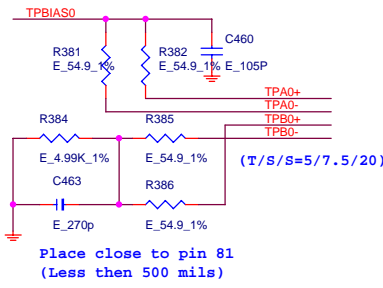 TPBIAS0
C460
R381
R382
E_54.9_1%
E_54.9_1%
E_105P
TPA0+
TPA0-
R384
R385
TPB0+
TPB0-
E_4.99K_1%
E_54.9_1%
(T/S/S=5/7.5/20)
C463
R386
E_270p
E_54.9_1%
Place close to pin 81
(Less then 500 mils)